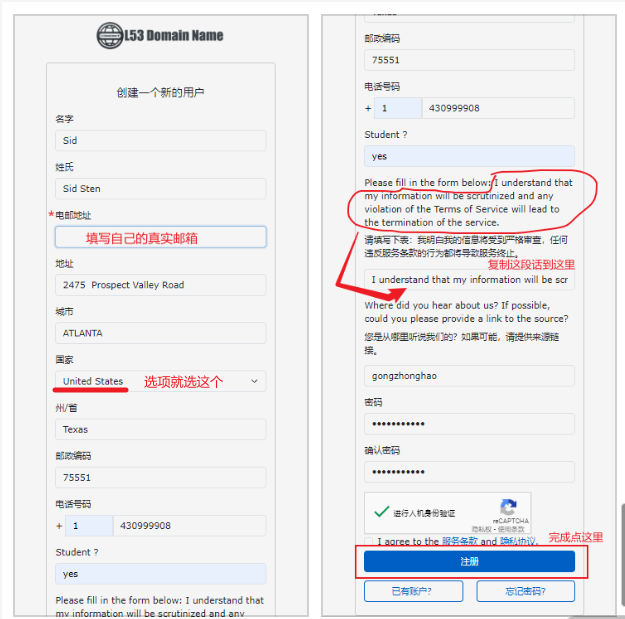 L53 Domain Name
创建一个新的用户
名字
Sid
姓氏
Sid Sten
*电邮地址
填写自己的真实邮箱
地址
2475 Prospect Valley Road
城市
ATLANTA
国家
United States
选项就选这个
州/省
Texas
邮政编码
75551
电话号码
+ 1 430999908
Student ?
yes
Please fill in the form below: I understand that
my information will be scrutinized and any
邮政编码
75551
电话号码
+ 1 430999908
Student ?
yes
Please fill in the form below: I understand that
my information will be scrutinized and any
violation of the Terms of Service will lead to
the termination of the service.
请填写下表：我明白我的信息将受到严格审查，任何
违反服务条款的行为都将导致服务终止。
复制这段话到这里
I understand that my information will be scr
Where did you hear about us? If possible,
could you please provide a link to the source?
您是从哪里听说我们的？如果可能，请提供来源链
接。
gongzhonghao
密码
确认密码
进行人机身份验证
reCAPTCHA
隐私权 - 使用条款
I agree to the 服务条款 and 隐私协议.
完成点这里
注册
已有账户?
忘记密码?